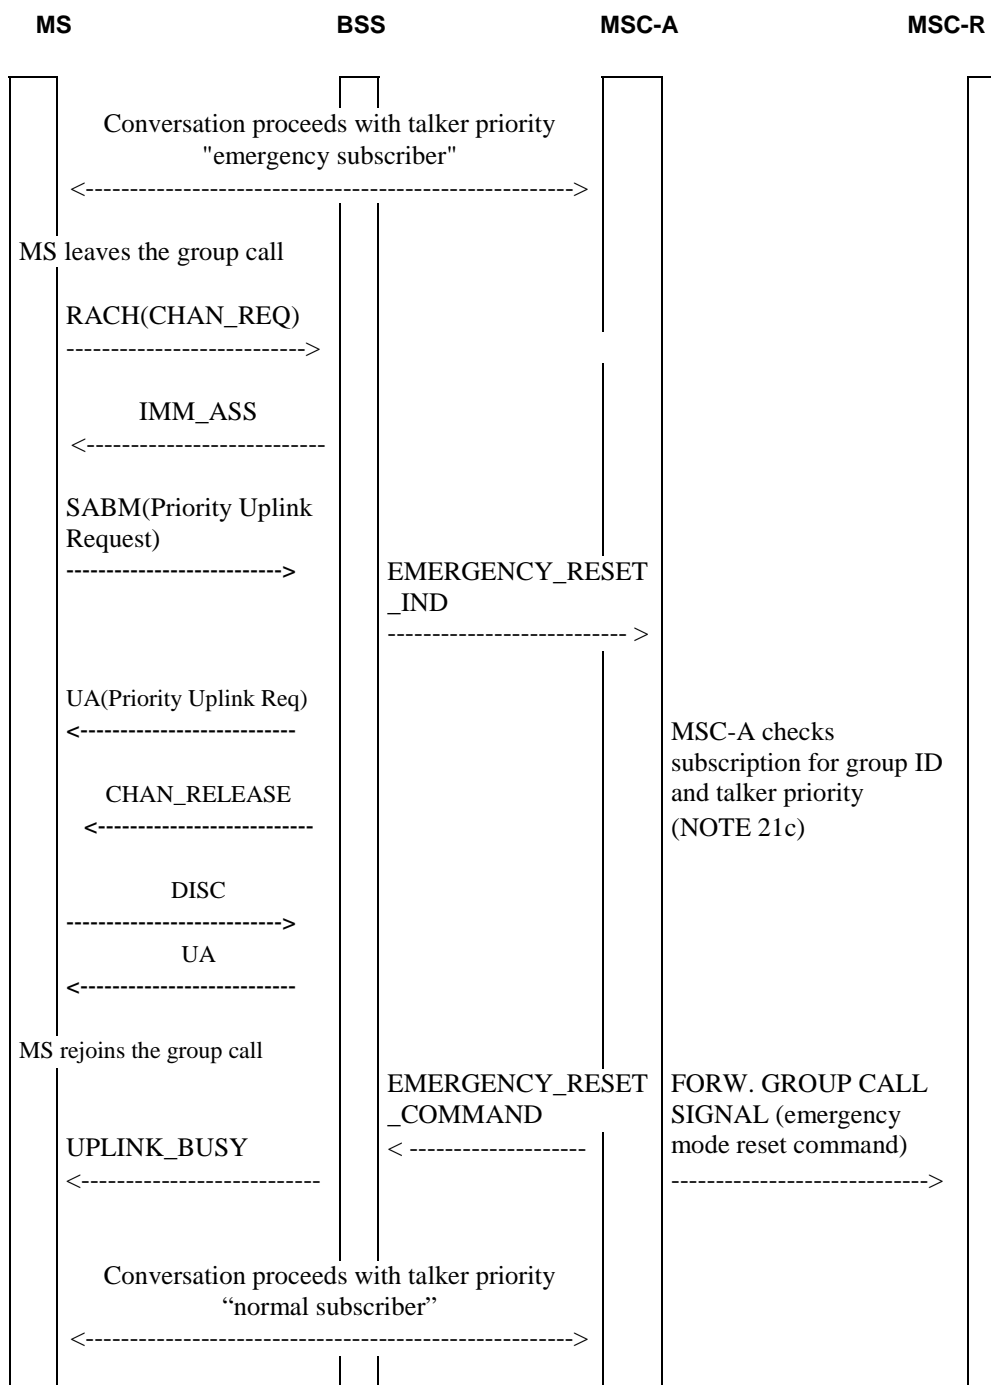 MS BSS MSC-A MSC-R
Conversation proceeds with talker priority
"emergency subscriber"
MS leaves the group call
RACH(CHAN_REQ)
IMM_ASS
SABM(Priority Uplink
Request)
EMERGENCY_RESET
_IND
UA(Priority Uplink Req)
MSC-A checks
subscription for group ID
and talker priority
(NOTE 21c)
CHAN_RELEASE
DISC
UA
MS rejoins the group call
EMERGENCY_RESET
_COMMAND
FORW. GROUP CALL
SIGNAL (emergency
mode reset command)
UPLINK_BUSY
Conversation proceeds with talker priority
“normal subscriber”